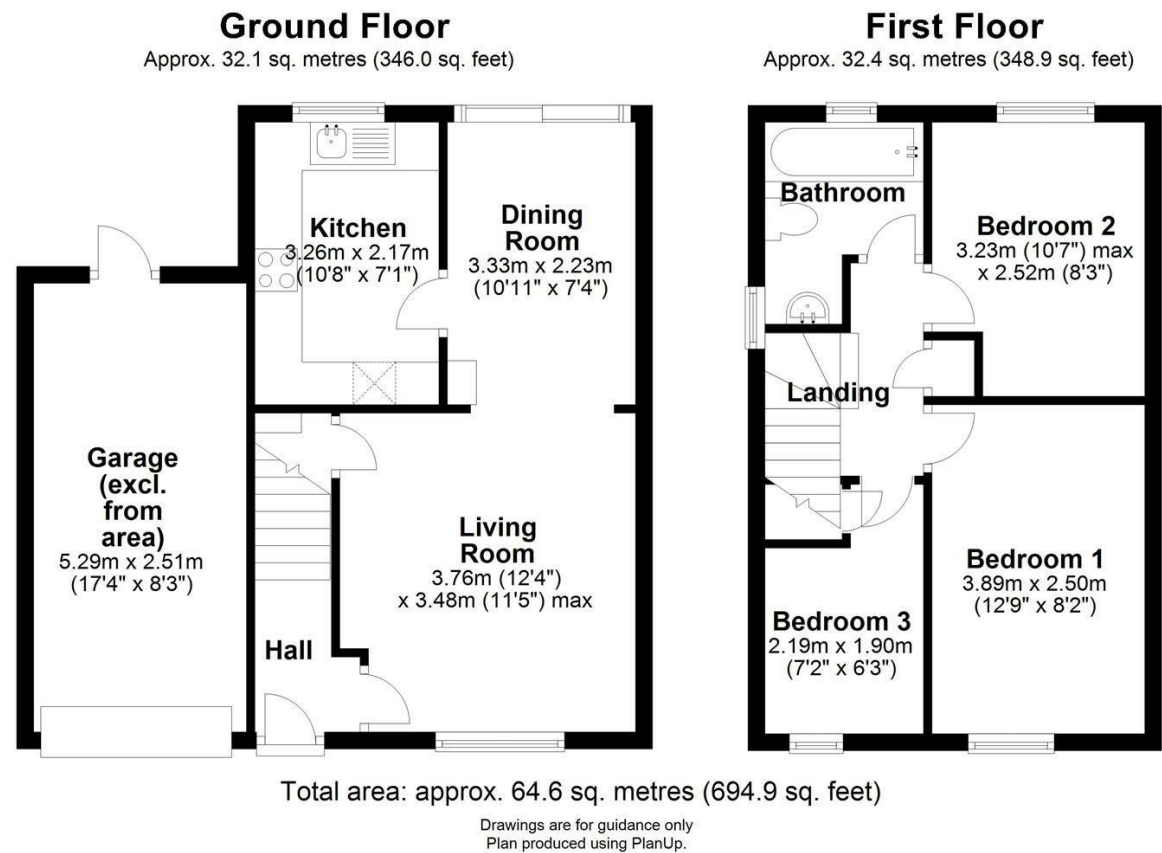 Ground Floor
Approx. 32.1 sq. metres (346.0 sq. feet)
Kitchen
3.26m x 2.17m
(10'8" x 7'1")
Dining
Room
3.33m x 2.23m
(10'11" x 7'4")
Garage
(excl.
from
area)
5.29m x 2.51m
(17'4" x 8'3")
Living
Room
3.76m (12'4")
x 3.48m (11'5") max
Hall
First Floor
Approx. 32.4 sq. metres (348.9 sq. feet)
Bathroom
Bedroom 2
3.23m (10'7") max
x 2.52m (8'3")
Landing
Bedroom 1
3.89m x 2.50m
(12'9" x 8'2")
Bedroom 3
2.19m x 1.90m
(7'2" x 6'3")
Total area: approx. 64.6 sq. metres (694.9 sq. feet)
Drawings are for guidance only
Plan produced using PlanUp.